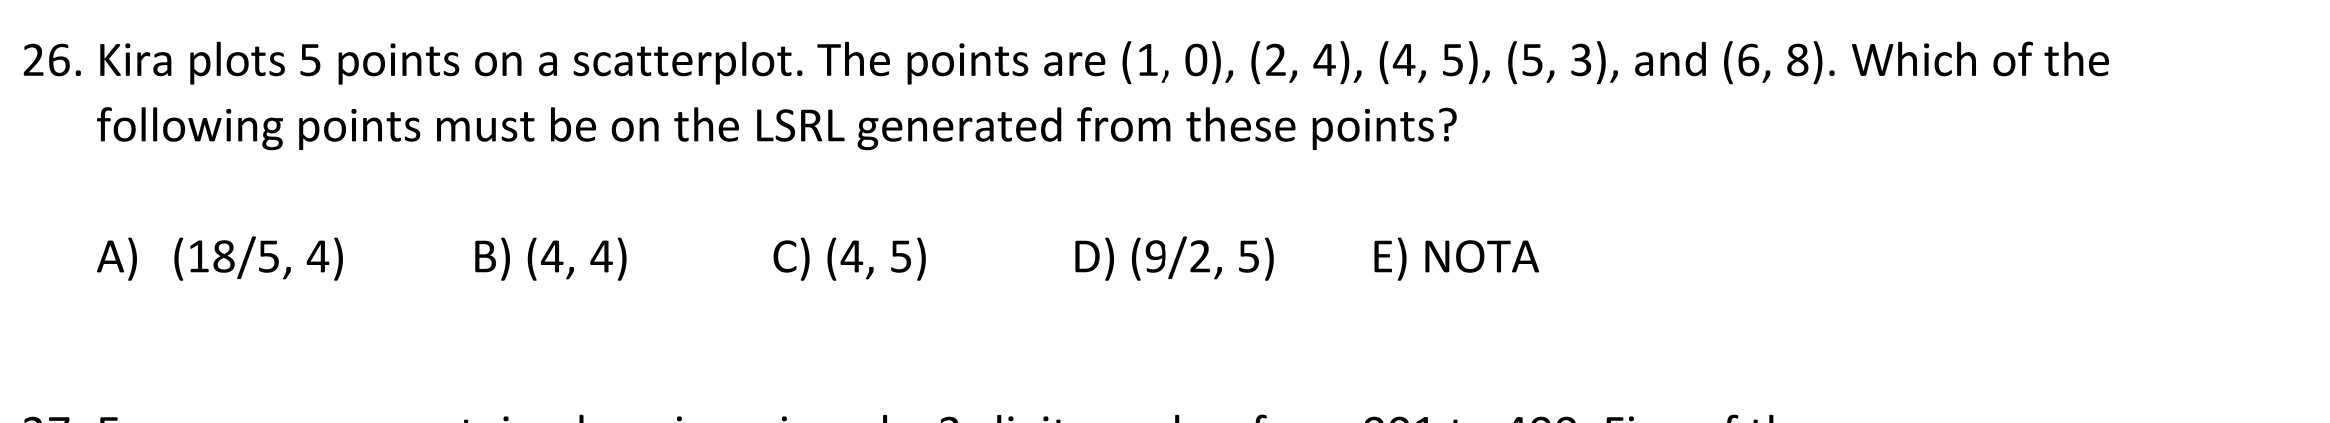 26. Kira plots 5 points on a scatterplot. The points are (1, 0), (2, 4), (4, 5), (5, 3), and (6, 8). Which of the
following points must be on the LSRL generated from these points?
A) (18/5, 4) B) (4, 4) C) (4, 5) D) (9/2, 5) E) NOTA